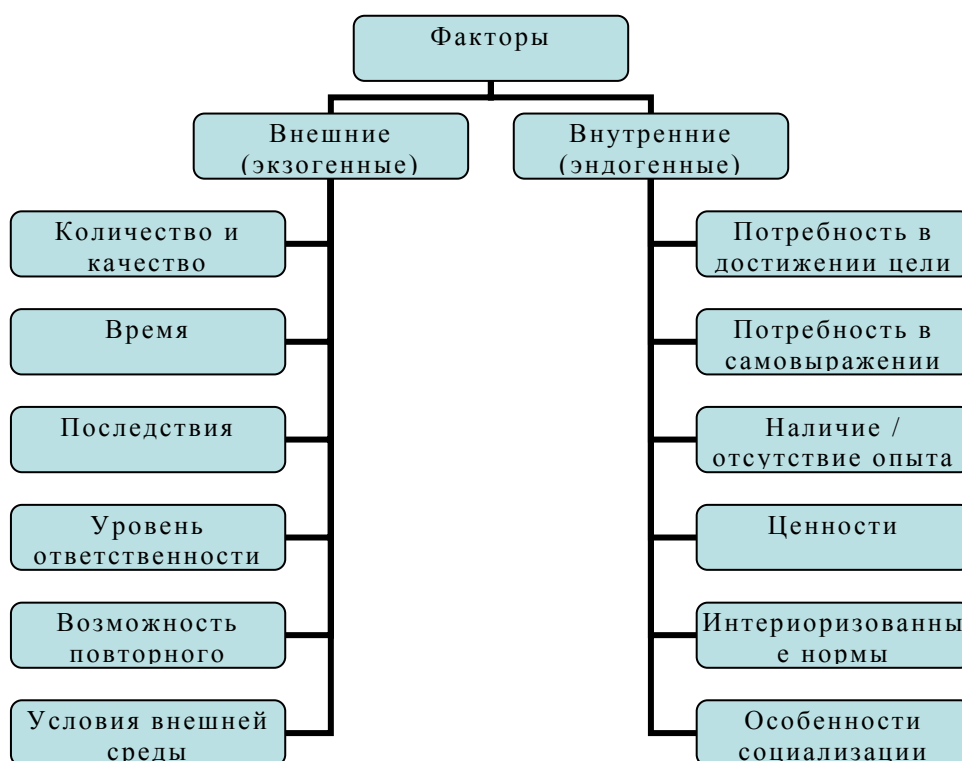 Факторы
Внешние
(экзогенные)
Внутренние
(эндогенные)
Количество и
качество
Время
Последствия
Уровень
ответственности
Возможность
повторного
Условия внешней
среды
Потребность в
достижении цели
Потребность в
самовыражении
Наличие /
отсутствие опыта
Ценности
Интериоризованны
е нормы
Особенности
социализации